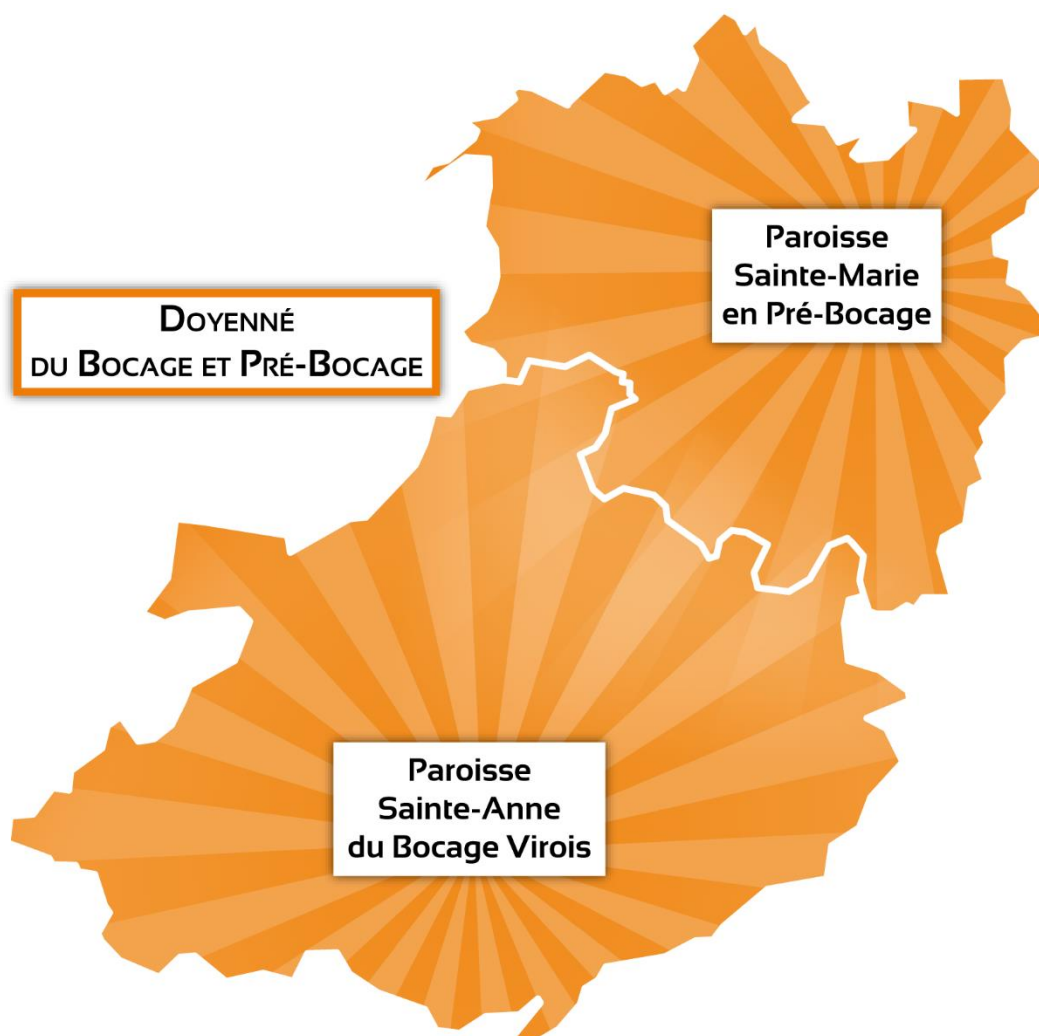 Paroisse
Sainte-Marie
en Pré-Bocage
Doyenné
du Bocage et Pré-Bocage
Paroisse
Sainte-Anne
du Bocage Virois